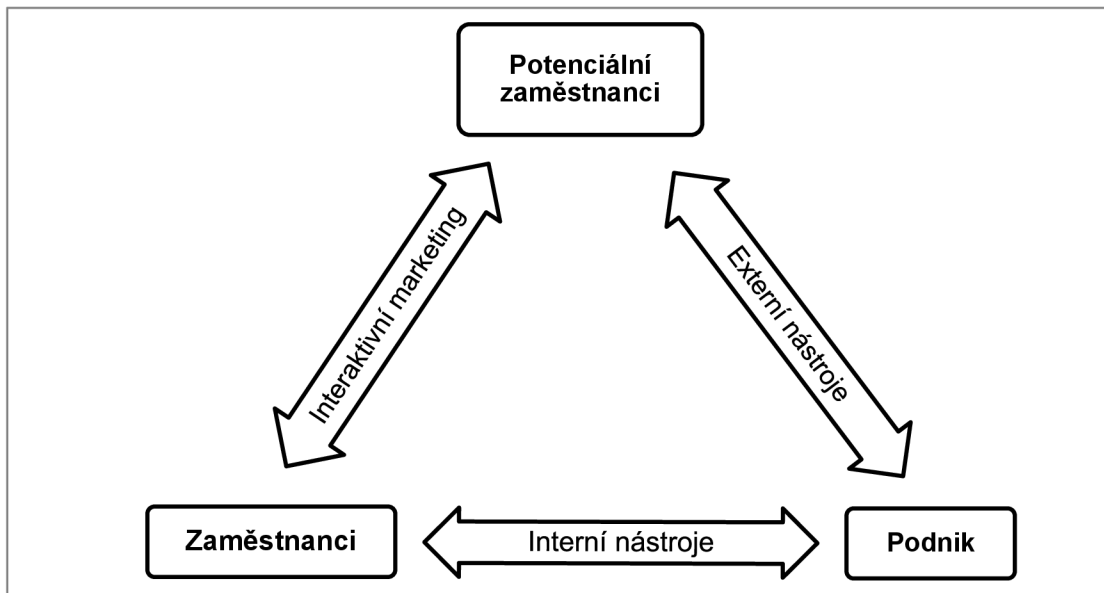 Potenciální
zaměstnanci
Interaktivní marketing
Externí nástroje
Zaměstnanci
Interní nástroje
Podnik